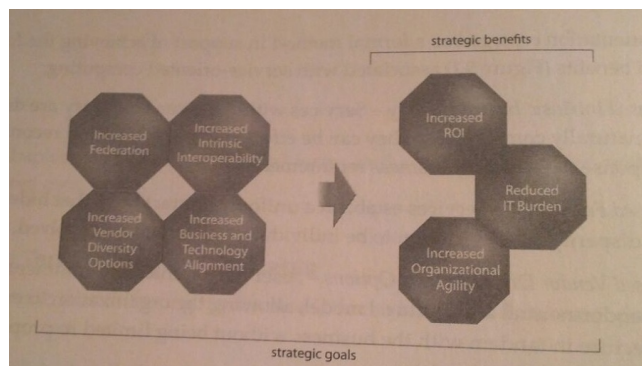 strategic benefits
Increased
Federation
Increased
Intrinsic
Interoperability
Increased
Vendor
Diversity
Options
Increased
Business and
Technology
Alignment
Increased
ROI
Reduced
IT Burden
Increased
Organizational
Agility
strategic goals